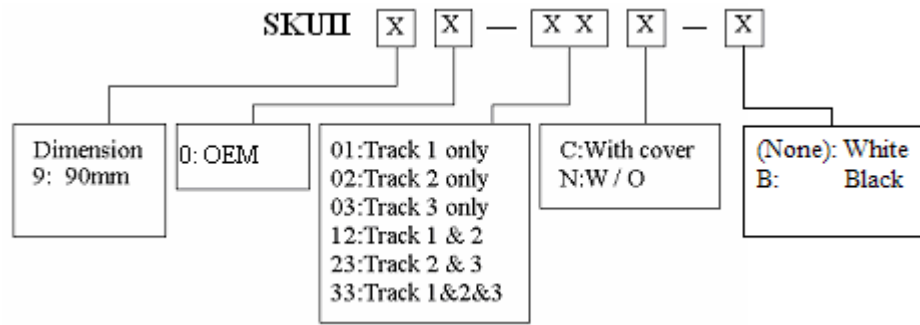 SKUII X X — X X X — X
Dimension
9: 90mm
0: OEM
01:Track 1 only
02:Track 2 only
03:Track 3 only
12:Track 1 & 2
23:Track 2 & 3
33:Track 1&2&3
C:With cover
N:W / O
(None): White
B: Black